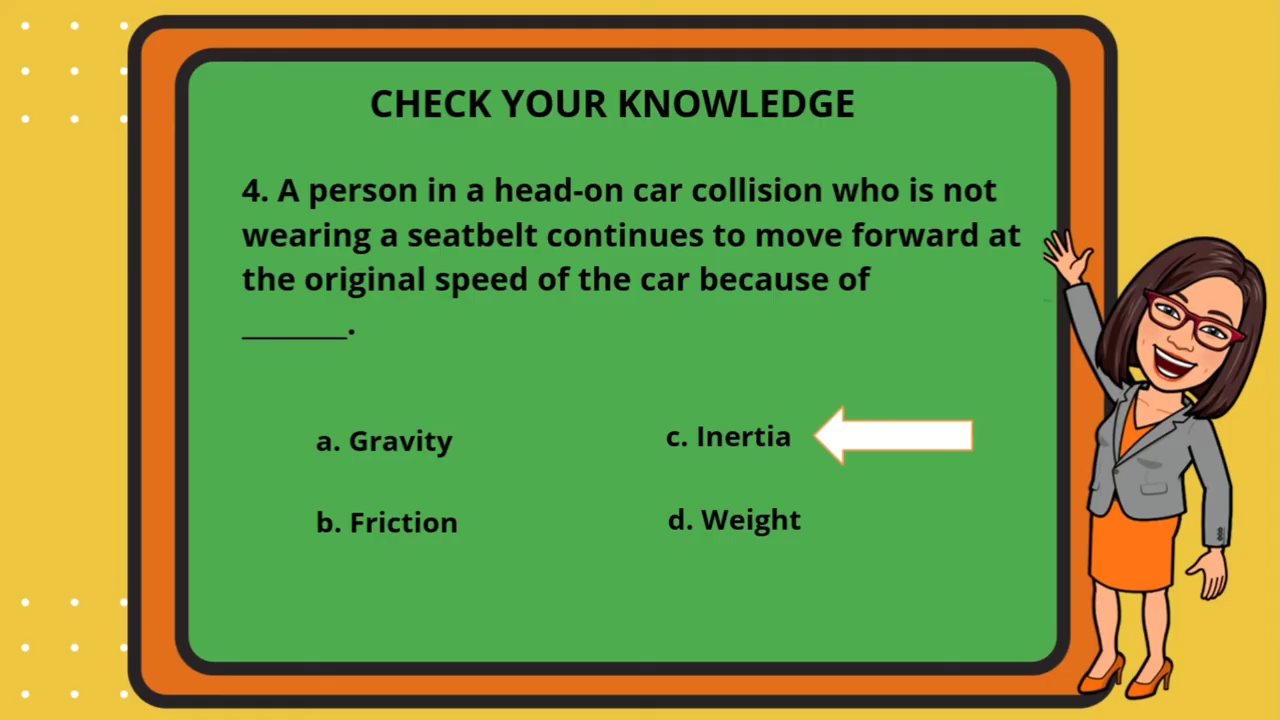 CHECK YOUR KNOWLEDGE
4. A person in a head-on car collision who is not
wearing a seatbelt continues to move forward at
the original speed of the car because of
_______.
a. Gravity
c. Inertia
b. Friction
d. Weight